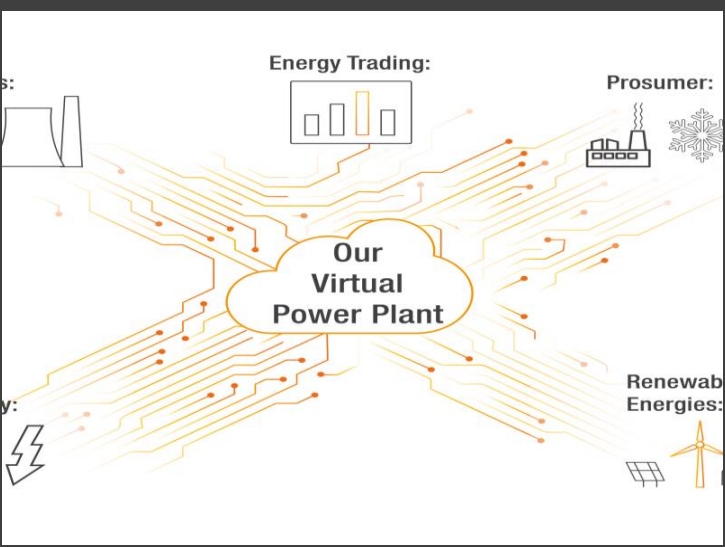 Energy Trading:
s:
Prosumer:
Our
Virtual
Power Plant
Renewab
Energies:
y: